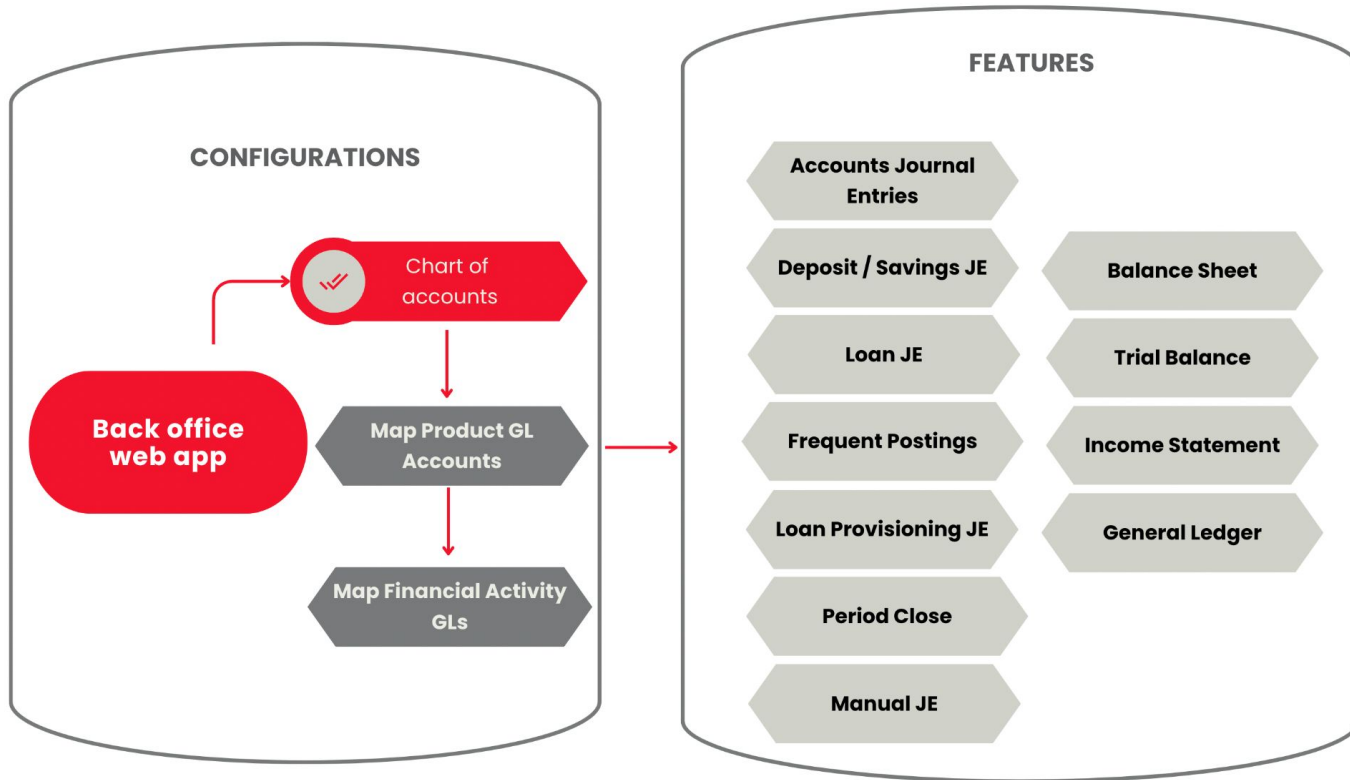 CONFIGURATIONS
Chart of
accounts
Back office
web app
Map Product GL
Accounts
Map Financial Activity
GLs
FEATURES
Accounts Journal
Entries
Deposit / Savings JE
Loan JE
Frequent Postings
Loan Provisioning JE
Period Close
Manual JE
Balance Sheet
Trial Balance
Income Statement
General Ledger